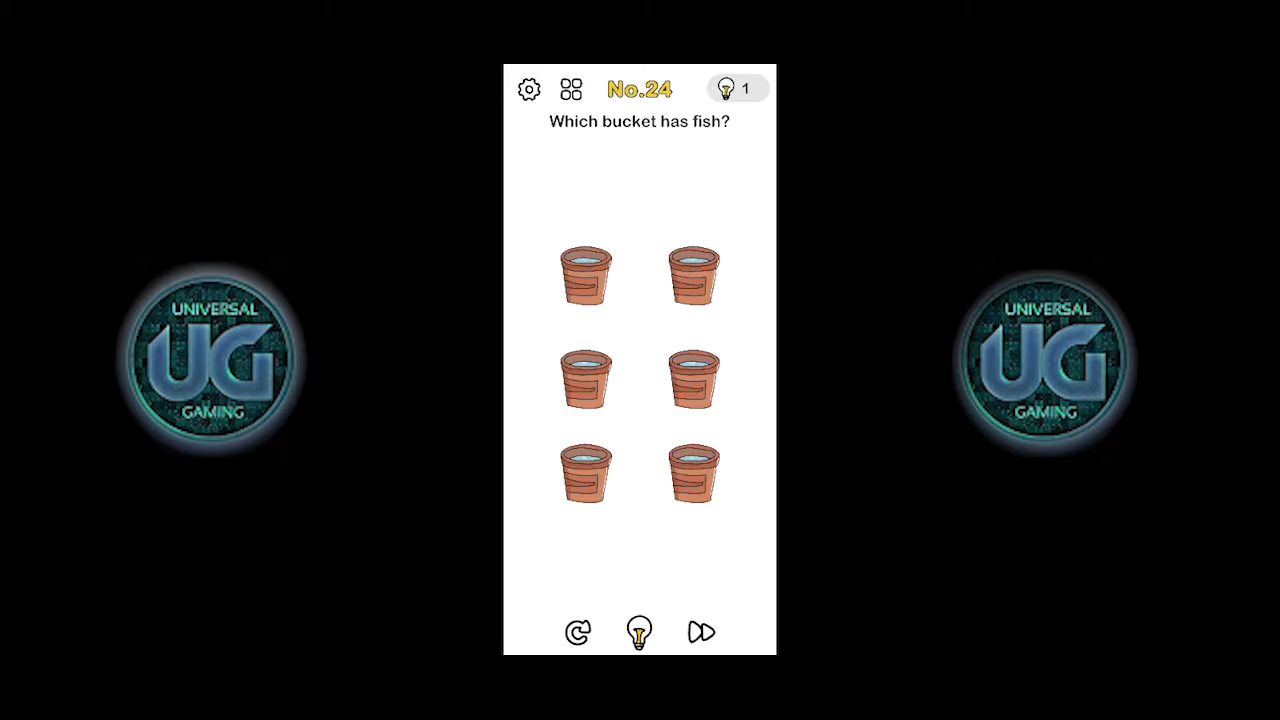 No.24
1
Which bucket has fish?
UNIVERSAL
UG
GAMING
UNIVERSAL
UG
GAMING